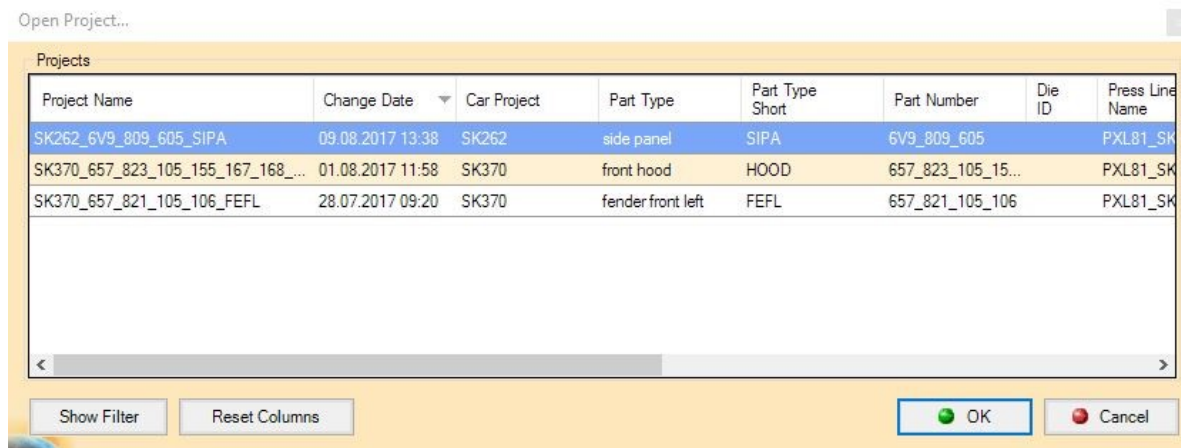 Open Project...
Projects
Project Name Change Date Car Project Part Type Part Type Short Part Number Die ID Press Line Name
SK262_6V9_809_605_SIPA 09.08.2017 13:38 SK262 side panel SIPA 6V9_809_605 PXL81_SK
SK370_657_823_105_155_167_168_... 01.08.2017 11:58 SK370 front hood HOOD 657_823_105_15... PXL81_SK
SK370_657_821_105_106_FEFL 28.07.2017 09:20 SK370 fender front left FEFL 657_821_105_106 PXL81_SK
Show Filter Reset Columns OK Cancel